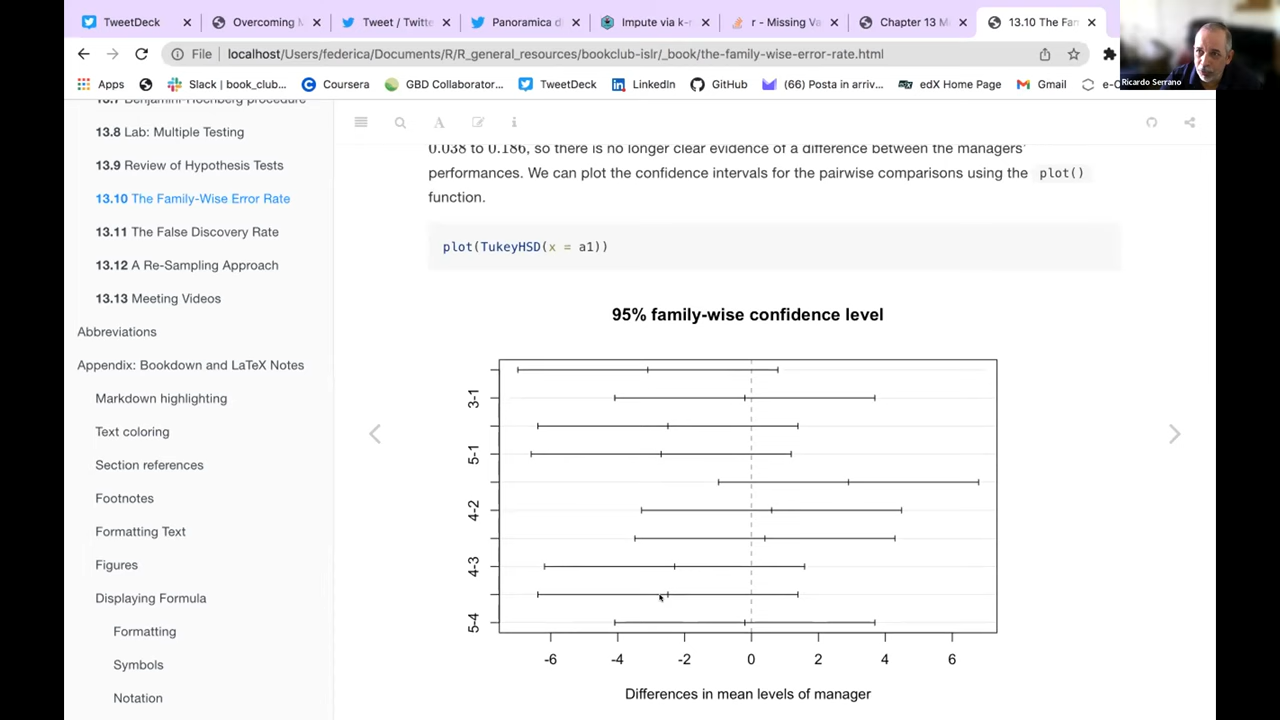 TweetDeck
Overcoming M
Tweet / Twitte
Panoramica d
Impute via k-r
r - Missing Va
Chapter 13 M
13.10 The Fam
File
localhost/Users/federica/Documents/R/R_general_resources/bookclub-islr/_book/the-family-wise-error-rate.html
Ricardo Serrano
Apps
Slack | book_club...
Coursera
GBD:Collaborator...
TweetDeck
LinkedIn
GitHub
(66) Posta in arriv...
edX Home Page
Gmail
13.7 Benjamini-Hochberg procedure
13.8 Lab: Multiple Testing
13.9 Review of Hypothesis Tests
13.10 The Family-Wise Error Rate
13.11 The False Discovery Rate
13.12 A Re-Sampling Approach
13.13 Meeting Videos
Abbreviations
Appendix: Bookdown and LaTeX Notes
Markdown highlighting
Text coloring
Section references
Footnotes
Formatting Text
Figures
Displaying Formula
Formatting
Symbols
Notation
0.038 to 0.186, so there is no longer clear evidence of a difference between the managers'
performances. We can plot the confidence intervals for the pairwise comparisons using the plot()
function.
plot(TukeyHSD(x = a1))
95% family-wise confidence level
3-1
5-1
4-2
4-3
5-4
-6 -4 -2 0 2 4 6
Differences in mean levels of manager